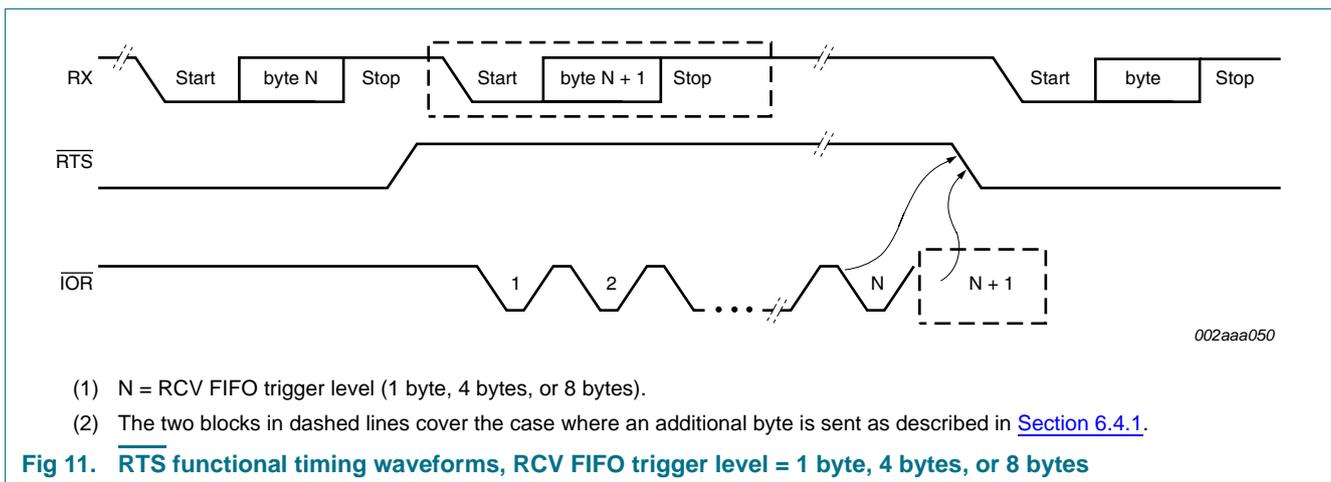 RX Start byte N Stop Start byte N + 1 Stop Start byte Stop
RTS
IOR 1 2 N N + 1
002aaa050
(1) N = RCV FIFO trigger level (1 byte, 4 bytes, or 8 bytes).
(2) The two blocks in dashed lines cover the case where an additional byte is sent as described in Section 6.4.1.
Fig 11. RTS functional timing waveforms, RCV FIFO trigger level = 1 byte, 4 bytes, or 8 bytes